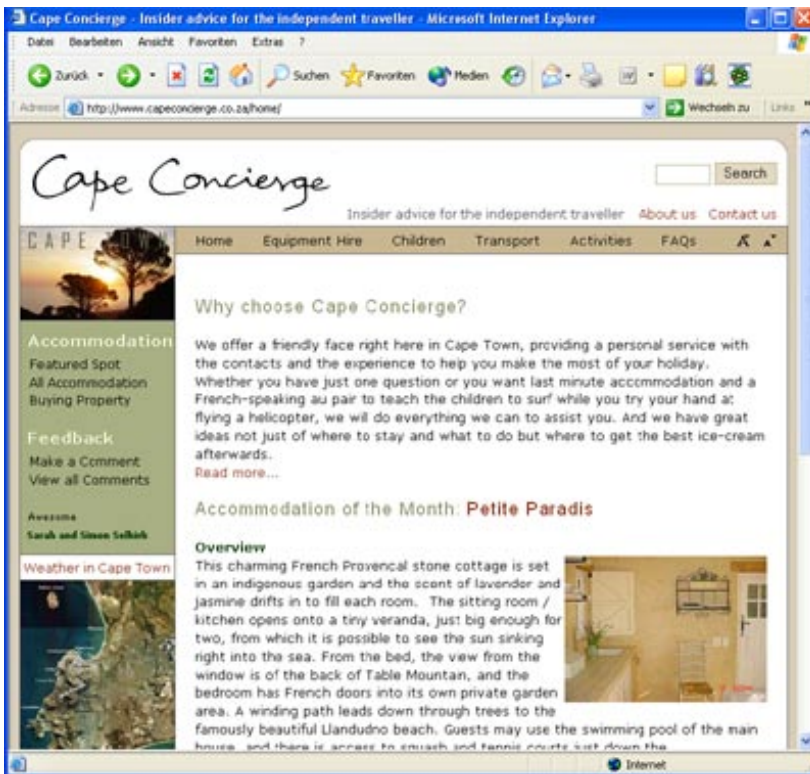 Cape Concierge - Insider advice for the independent traveller - Microsoft Internet Explorer
Datei Bearbeiten Ansicht Favoriten Extras ?
Zurück Suchen Favoriten Medien
Adresse http://www.capeconcierge.co.za/home/ Wechseln zu Links
Cape Concierge
Search
Insider advice for the independent traveller About us Contact us
CAPE TOWN
Home Equipment Hire Children Transport Activities FAQs A A
Accommodation
Featured Spot
All Accommodation
Buying Property
Feedback
Make a Comment
View all Comments
Awesome
Sarah and Simon Selkirk
Weather in Cape Town
Why choose Cape Concierge?
We offer a friendly face right here in Cape Town, providing a personal service with
the contacts and the experience to help you make the most of your holiday.
Whether you have just one question or you want last minute accommodation and a
French-speaking au pair to teach the children to surf while you try your hand at
flying a helicopter, we will do everything we can to assist you. And we have great
ideas not just of where to stay and what to do but where to get the best ice-cream
afterwards.
Read more...
Accommodation of the Month: Petite Paradis
Overview
This charming French Provencal stone cottage is set
in an indigenous garden and the scent of lavender and
jasmine drifts in to fill each room. The sitting room /
kitchen opens onto a tiny veranda, just big enough for
two, from which it is possible to see the sun sinking
right into the sea. From the bed, the view from the
window is of the back of Table Mountain, and the
bedroom has French doors into its own private garden
area. A winding path leads down through trees to the
famously beautiful Llandudno beach. Guests may use the swimming pool of the main
house, and there is access to squash and tennis courts just down the
Internet